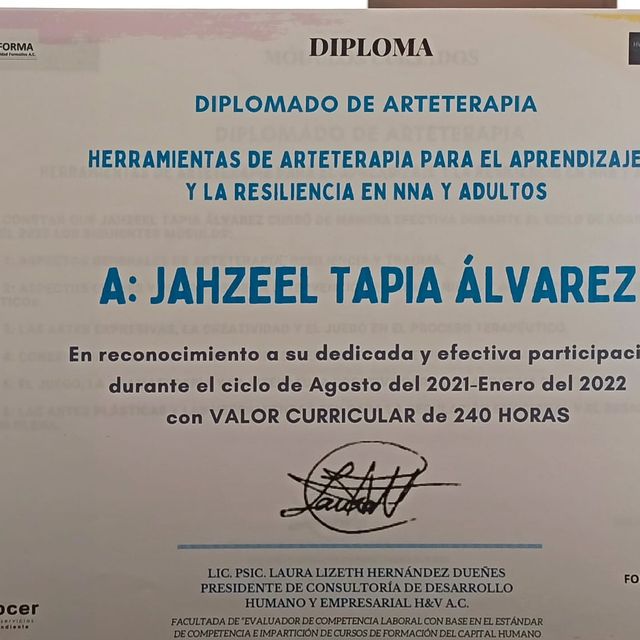 FORMA
DIPLOMA
DIPLOMADO DE ARTETERAPIA
HERRAMIENTAS DE ARTETERAPIA PARA EL APRENDIZAJE
Y LA RESILIENCIA EN NNA Y ADULTOS
A: JAHZEEL TAPIA ÁLVAREZ
En reconocimiento a su dedicada y efectiva participaci
durante el ciclo de Agosto del 2021-Enero del 2022
con VALOR CURRICULAR de 240 HORAS
LIC. PSIC. LAURA LIZETH HERNÁNDEZ DUEÑES
PRESIDENTE DE CONSULTORÍA DE DESARROLLO
HUMANO Y EMPRESARIAL H&V A.C.
FO
ocer
FACULTADA DE "EVALUADOR DE COMPETENCIA LABORAL CON BASE EN EL ESTÁNDAR
DE COMPETENCIA E IMPARTICIÓN DE CURSOS DE FORMACIÓN DEL CAPITAL HUMANO